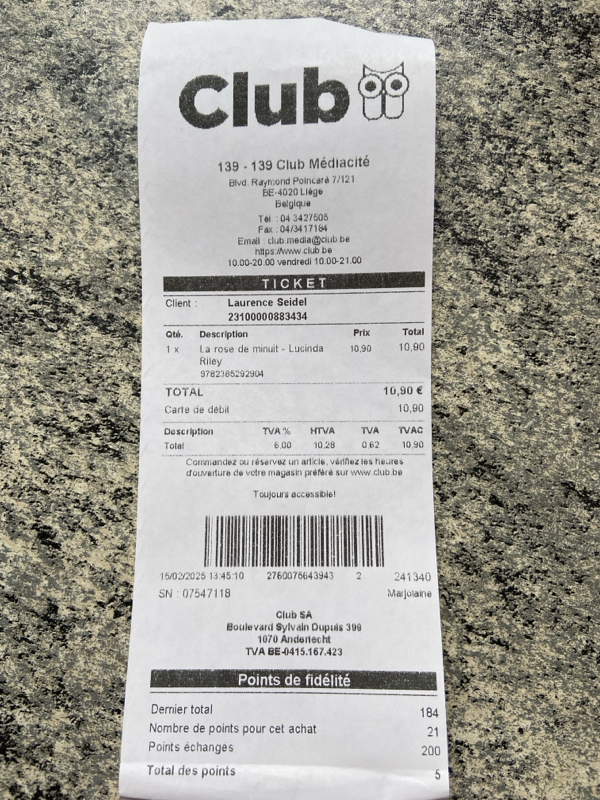 Club
139 - 139 Club Médiacité
Blvd. Raymond Poincaré 7/121
BE-4020 Liège
Belgique
Tél : 04 3427605
Fax : 04/3417184
Email : club.media@club.be
https://www.club.be
10.00-20.00 vendredi 10.00-21.00
TICKET
Client : Laurence Seidel
23100000883434
Qté. Description Prix Total
1 x La rose de minuit - Lucinda 10,90 10,90
Riley
9782385292904
TOTAL 10,90 €
Carte de débit 10,90
Description TVA % HTVA TVA TVAC
Total 6.00 10,28 0.62 10,90
Commandez ou réservez un article, vérifiez les heures
d'ouverture de votre magasin préféré sur www.club.be
Toujours accessible!
15/02/2025 13:45:10 2760076643943 2 241340
SN : 07547118 Marjolaine
Club SA
Boulevard Sylvain Dupuis 399
1070 Anderlecht
TVA BE-0415.167.423
Points de fidélité
Dernier total 184
Nombre de points pour cet achat 21
Points échangés 200
Total des points 5